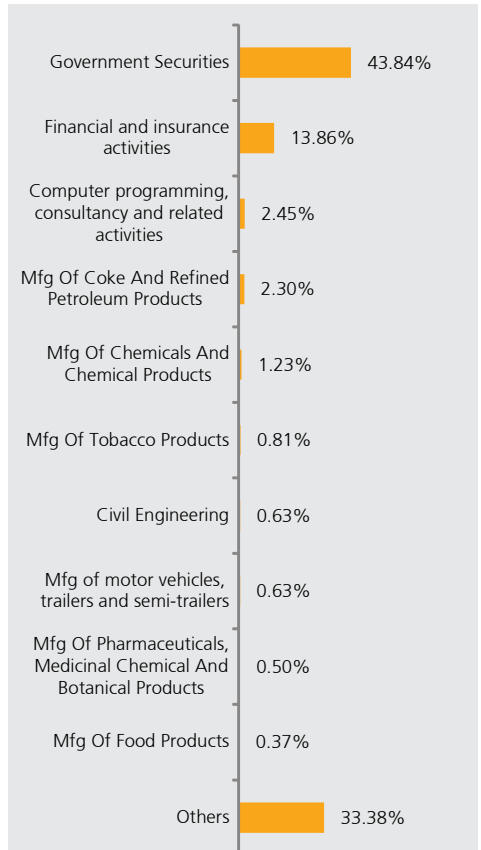 Government Securities 43.84%
Financial and insurance
activities 13.86%
Computer programming,
consultancy and related
activities 2.45%
Mfg Of Coke And Refined
Petroleum Products 2.30%
Mfg Of Chemicals And
Chemical Products 1.23%
Mfg Of Tobacco Products 0.81%
Civil Engineering 0.63%
Mfg of motor vehicles,
trailers and semi-trailers 0.63%
Mfg Of Pharmaceuticals,
Medicinal Chemical And
Botanical Products 0.50%
Mfg Of Food Products 0.37%
Others 33.38%